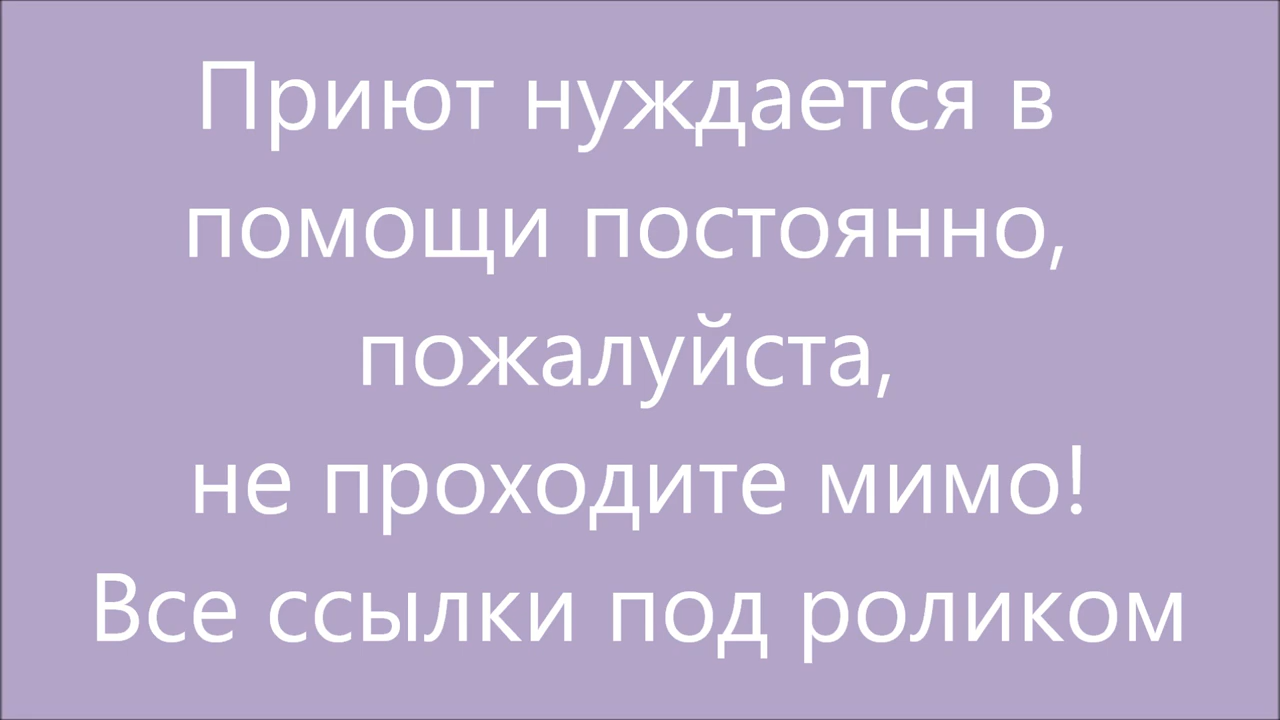 Приют нуждается в
помощи постоянно,
пожалуйста,
не проходите мимо!
Все ссылки под роликом